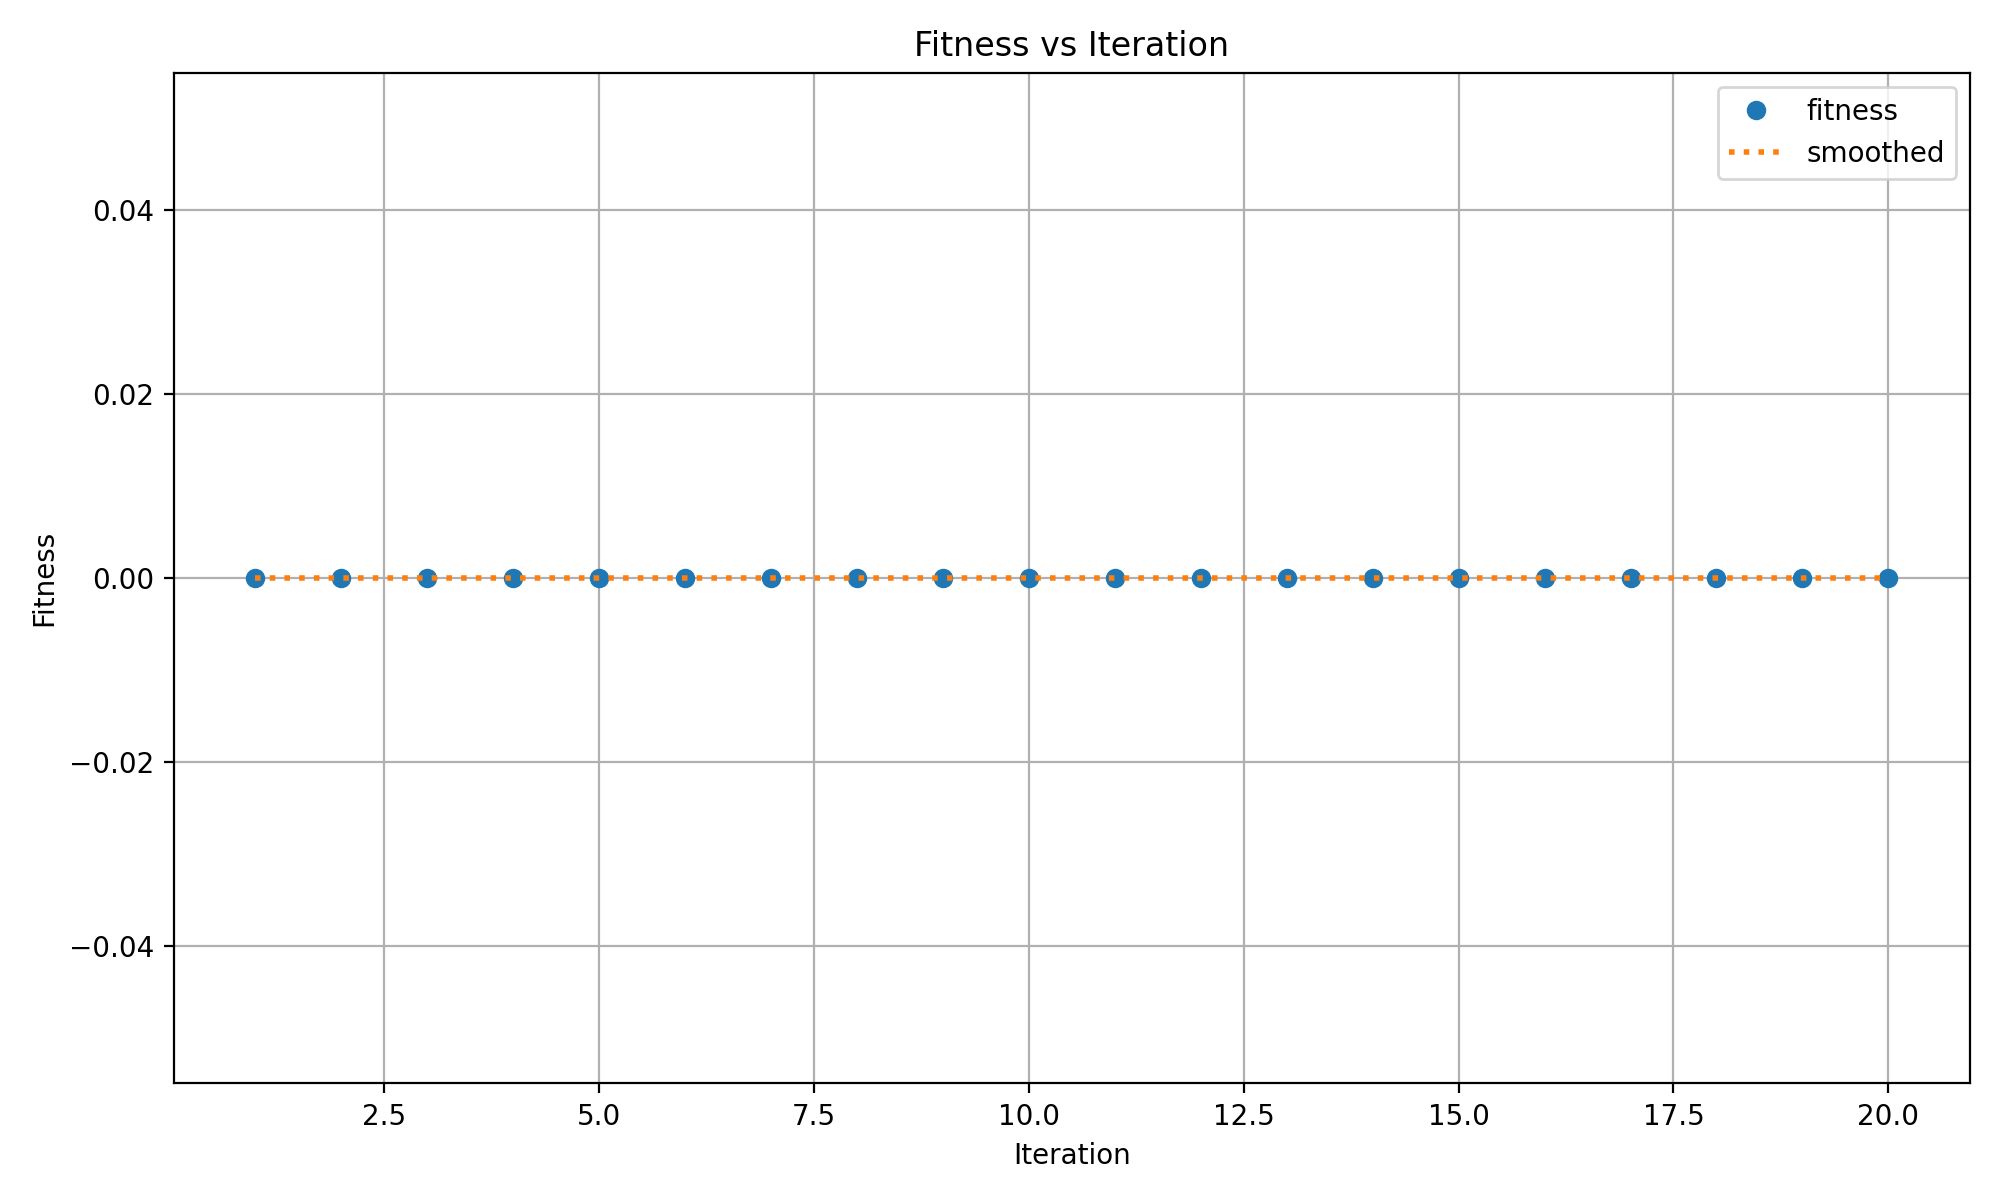 Fitness vs Iteration
fitness
smoothed
0.04
0.02
0.00
−0.02
−0.04
Fitness
2.5 5.0 7.5 10.0 12.5 15.0 17.5 20.0
Iteration